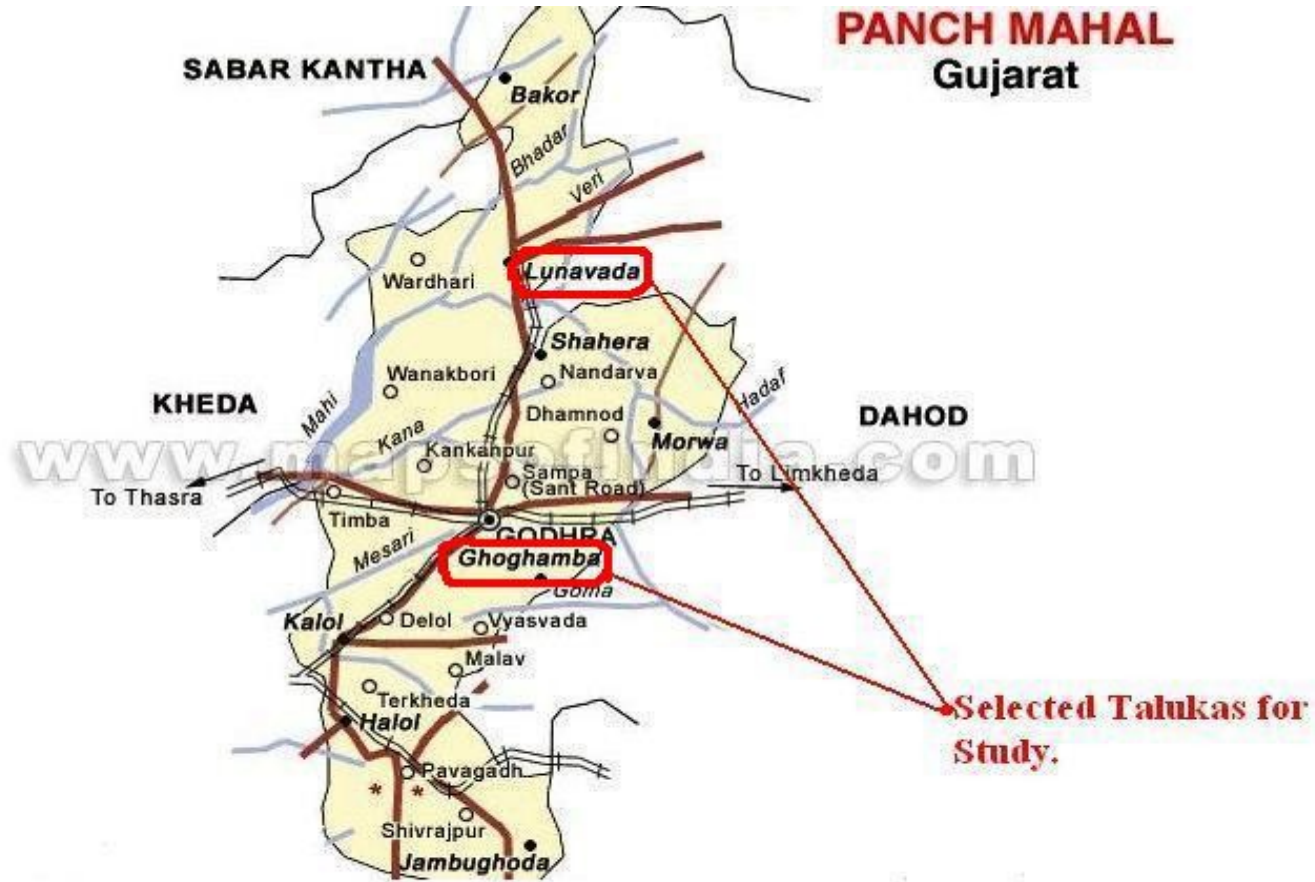 PANCH MAHAL
Gujarat
SABAR KANTHA
Bakor
Bhadar
Veri
Wardhari
Lunavada
Shahera
Wanakbori
Nandarva
KHEDA
Mahi
Hadaf
DAHOD
Dhamnod
Kana
Morwa
Kankanpur
www.mapsofindia.com
Sampa
(Sant Road)
To Limkheda
To Thasra
Timba
GODHRA
Mesari
Ghoghamba
Goma
Kalol
Delol
Vyasvada
Malav
Terkheda
Halol
Selected Talukas for
Study.
Pavagadh
* *
Shivrajpur
Jambughoda